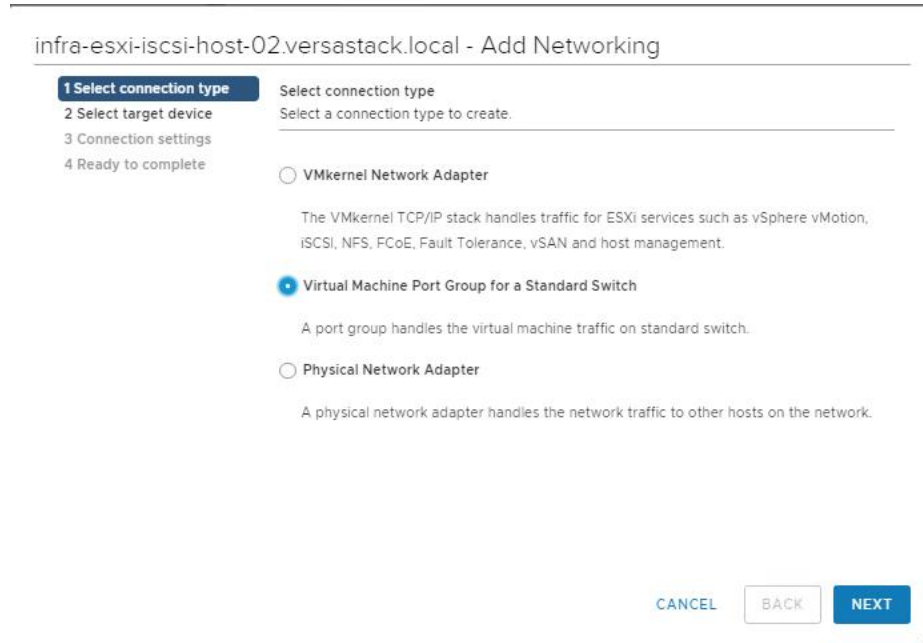 infra-esxi-iscsi-host-02.versastack.local - Add Networking
1 Select connection type
2 Select target device
3 Connection settings
4 Ready to complete
Select connection type
Select a connection type to create.
VMkernel Network Adapter
The VMkernel TCP/IP stack handles traffic for ESXi services such as vSphere vMotion,
iSCSI, NFS, FCoE, Fault Tolerance, vSAN and host management.
Virtual Machine Port Group for a Standard Switch
A port group handles the virtual machine traffic on standard switch.
Physical Network Adapter
A physical network adapter handles the network traffic to other hosts on the network.
CANCEL
BACK
NEXT